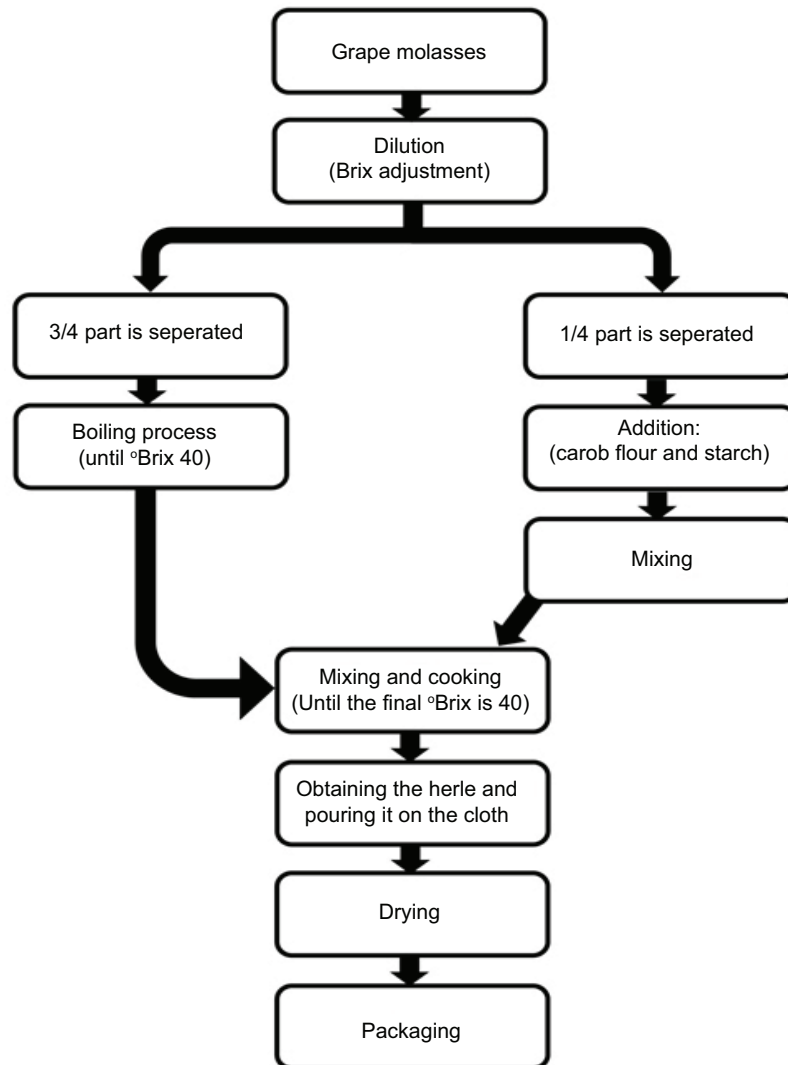 Grape molasses
Dilution
(Brix adjustment)
3/4 part is seperated
1/4 part is seperated
Boiling process
(until ºBrix 40)
Addition:
(carob flour and starch)
Mixing
Mixing and cooking
(Until the final ºBrix is 40)
Obtaining the herle and
pouring it on the cloth
Drying
Packaging